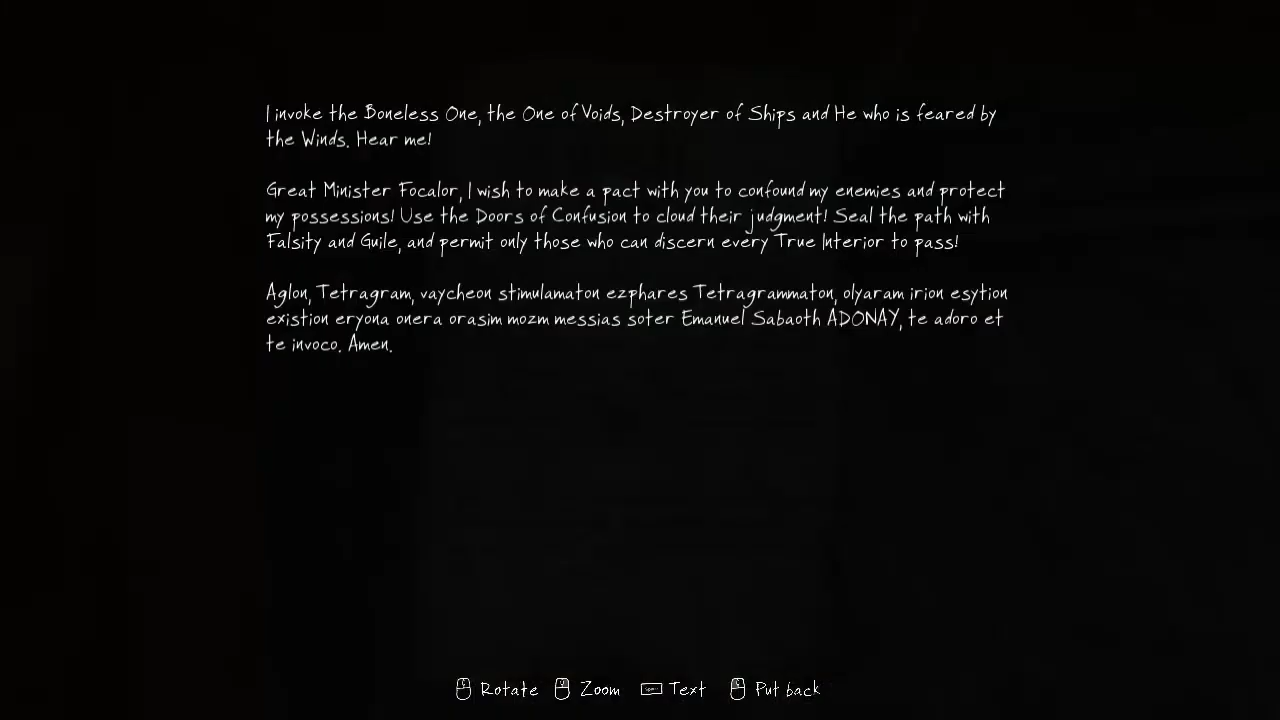 I invoke the Boneless One, the One of Voids, Destroyer of Ships and He who is feared by
the Winds. Hear me!
Great Minister Focalor, I wish to make a pact with you to confound my enemies and protect
my possessions! Use the Doors of Confusion to cloud their judgment! Seal the path with
Falsity and Guile, and permit only those who can discern every True Interior to pass!
Aglon, Tetragram, vaycheon stimulamaton ezphares Tetragrammaton, olyaram irion esytion
existion eryona onera orasim mozm messias soter Emanuel Sabaoth ADONAY, te adoro et
te invoco. Amen.
Rotate Zoom Text Put back